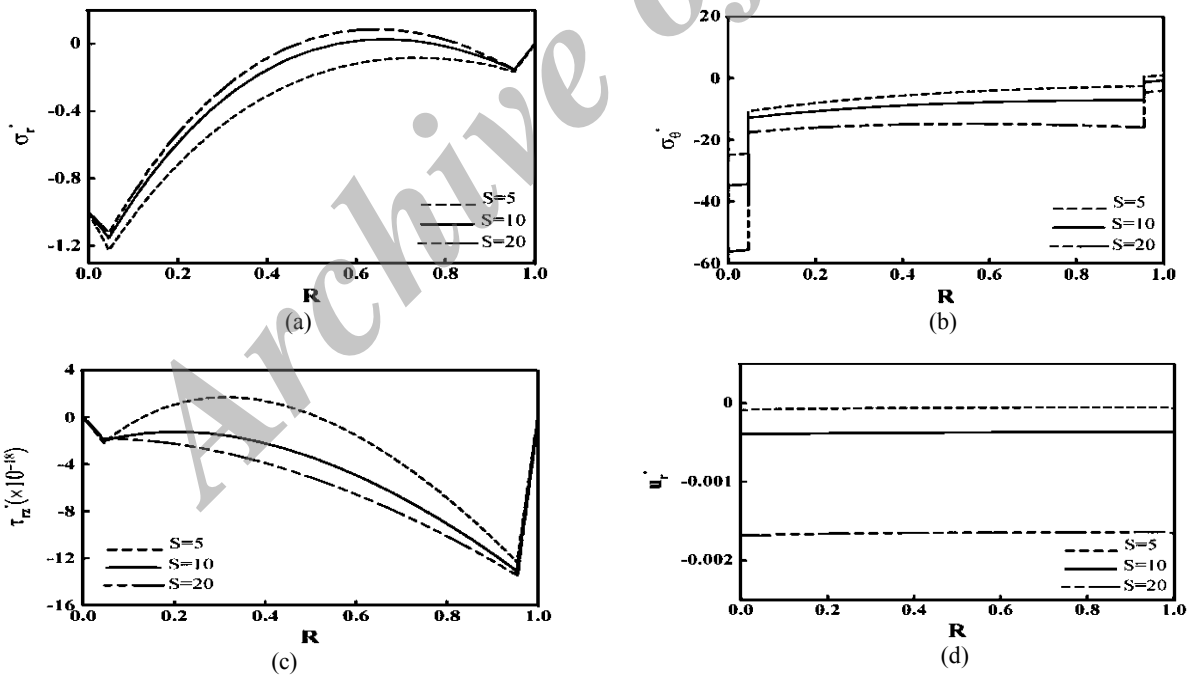 0
-0.4
-0.8
-1.2
σr*
S=5
S=10
S=20
0.0 0.2 0.4 0.6 0.8 1.0
R
(a)
20
0
-20
-40
-60
σθ*
S=5
S=10
S=20
0.0 0.2 0.4 0.6 0.8 1.0
R
(b)
4
0
-4
-8
-12
-16
τrz*(×10⁻¹⁸)
S=5
S=10
S=20
0.0 0.2 0.4 0.6 0.8 1.0
R
(c)
0
-0.001
-0.002
ur*
S=5
S=10
S=20
0.0 0.2 0.4 0.6 0.8 1.0
R
(d)
Archive of